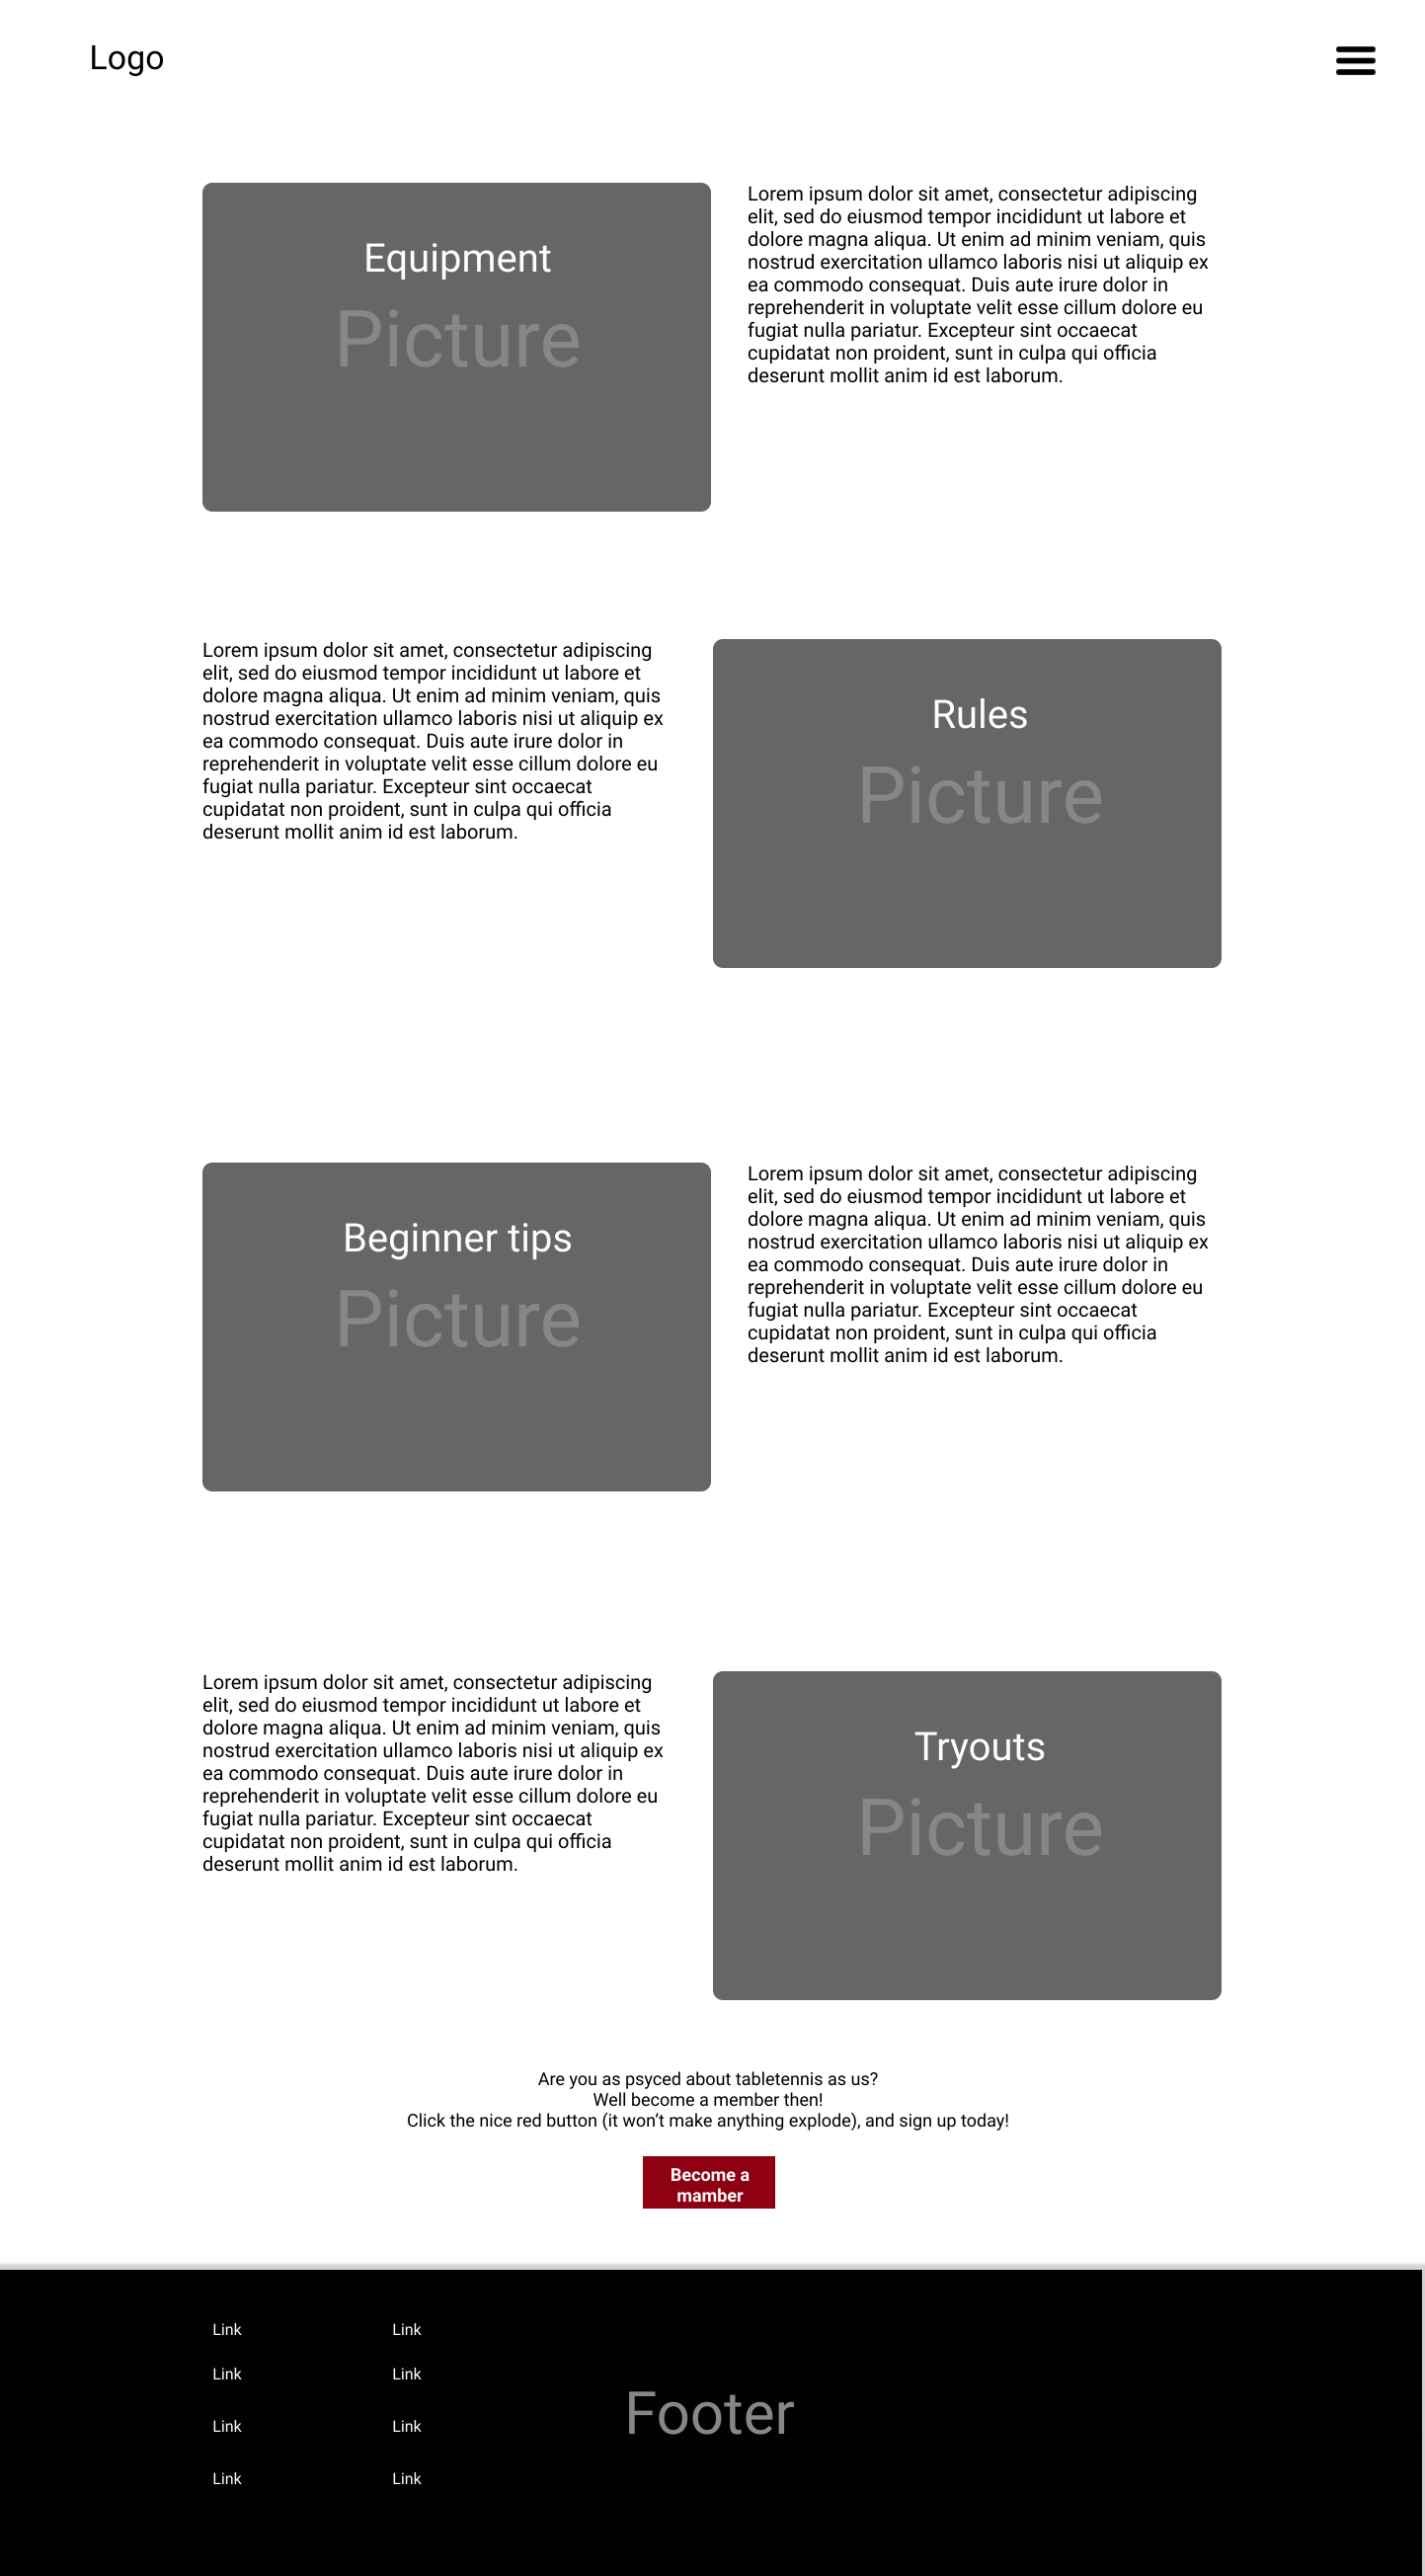 Logo
Equipment
Picture
Lorem ipsum dolor sit amet, consectetur adipiscing
elit, sed do eiusmod tempor incididunt ut labore et
dolore magna aliqua. Ut enim ad minim veniam, quis
nostrud exercitation ullamco laboris nisi ut aliquip ex
ea commodo consequat. Duis aute irure dolor in
reprehenderit in voluptate velit esse cillum dolore eu
fugiat nulla pariatur. Excepteur sint occaecat
cupidatat non proident, sunt in culpa qui officia
deserunt mollit anim id est laborum.
Lorem ipsum dolor sit amet, consectetur adipiscing
elit, sed do eiusmod tempor incididunt ut labore et
dolore magna aliqua. Ut enim ad minim veniam, quis
nostrud exercitation ullamco laboris nisi ut aliquip ex
ea commodo consequat. Duis aute irure dolor in
reprehenderit in voluptate velit esse cillum dolore eu
fugiat nulla pariatur. Excepteur sint occaecat
cupidatat non proident, sunt in culpa qui officia
deserunt mollit anim id est laborum.
Rules
Picture
Beginner tips
Picture
Lorem ipsum dolor sit amet, consectetur adipiscing
elit, sed do eiusmod tempor incididunt ut labore et
dolore magna aliqua. Ut enim ad minim veniam, quis
nostrud exercitation ullamco laboris nisi ut aliquip ex
ea commodo consequat. Duis aute irure dolor in
reprehenderit in voluptate velit esse cillum dolore eu
fugiat nulla pariatur. Excepteur sint occaecat
cupidatat non proident, sunt in culpa qui officia
deserunt mollit anim id est laborum.
Lorem ipsum dolor sit amet, consectetur adipiscing
elit, sed do eiusmod tempor incididunt ut labore et
dolore magna aliqua. Ut enim ad minim veniam, quis
nostrud exercitation ullamco laboris nisi ut aliquip ex
ea commodo consequat. Duis aute irure dolor in
reprehenderit in voluptate velit esse cillum dolore eu
fugiat nulla pariatur. Excepteur sint occaecat
cupidatat non proident, sunt in culpa qui officia
deserunt mollit anim id est laborum.
Tryouts
Picture
Are you as psyced about tabletennis as us?
Well become a member then!
Click the nice red button (it won’t make anything explode), and sign up today!
Become a
mamber
Link
Link
Link
Link
Link
Link
Link
Link
Footer